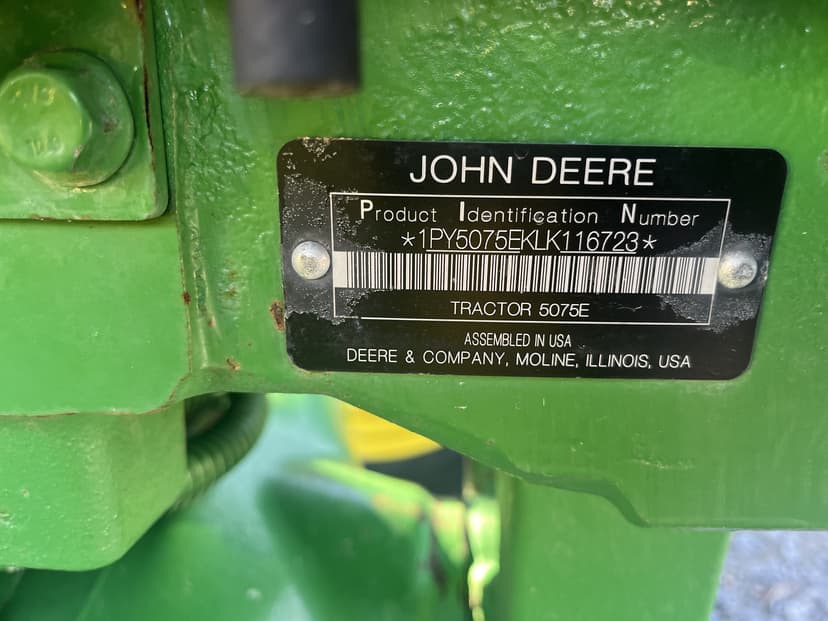 JOHN DEERE
Product Identification Number
*1PY5075EKLK116723*
TRACTOR 5075E
ASSEMBLED IN USA
DEERE & COMPANY, MOLINE, ILLINOIS, USA